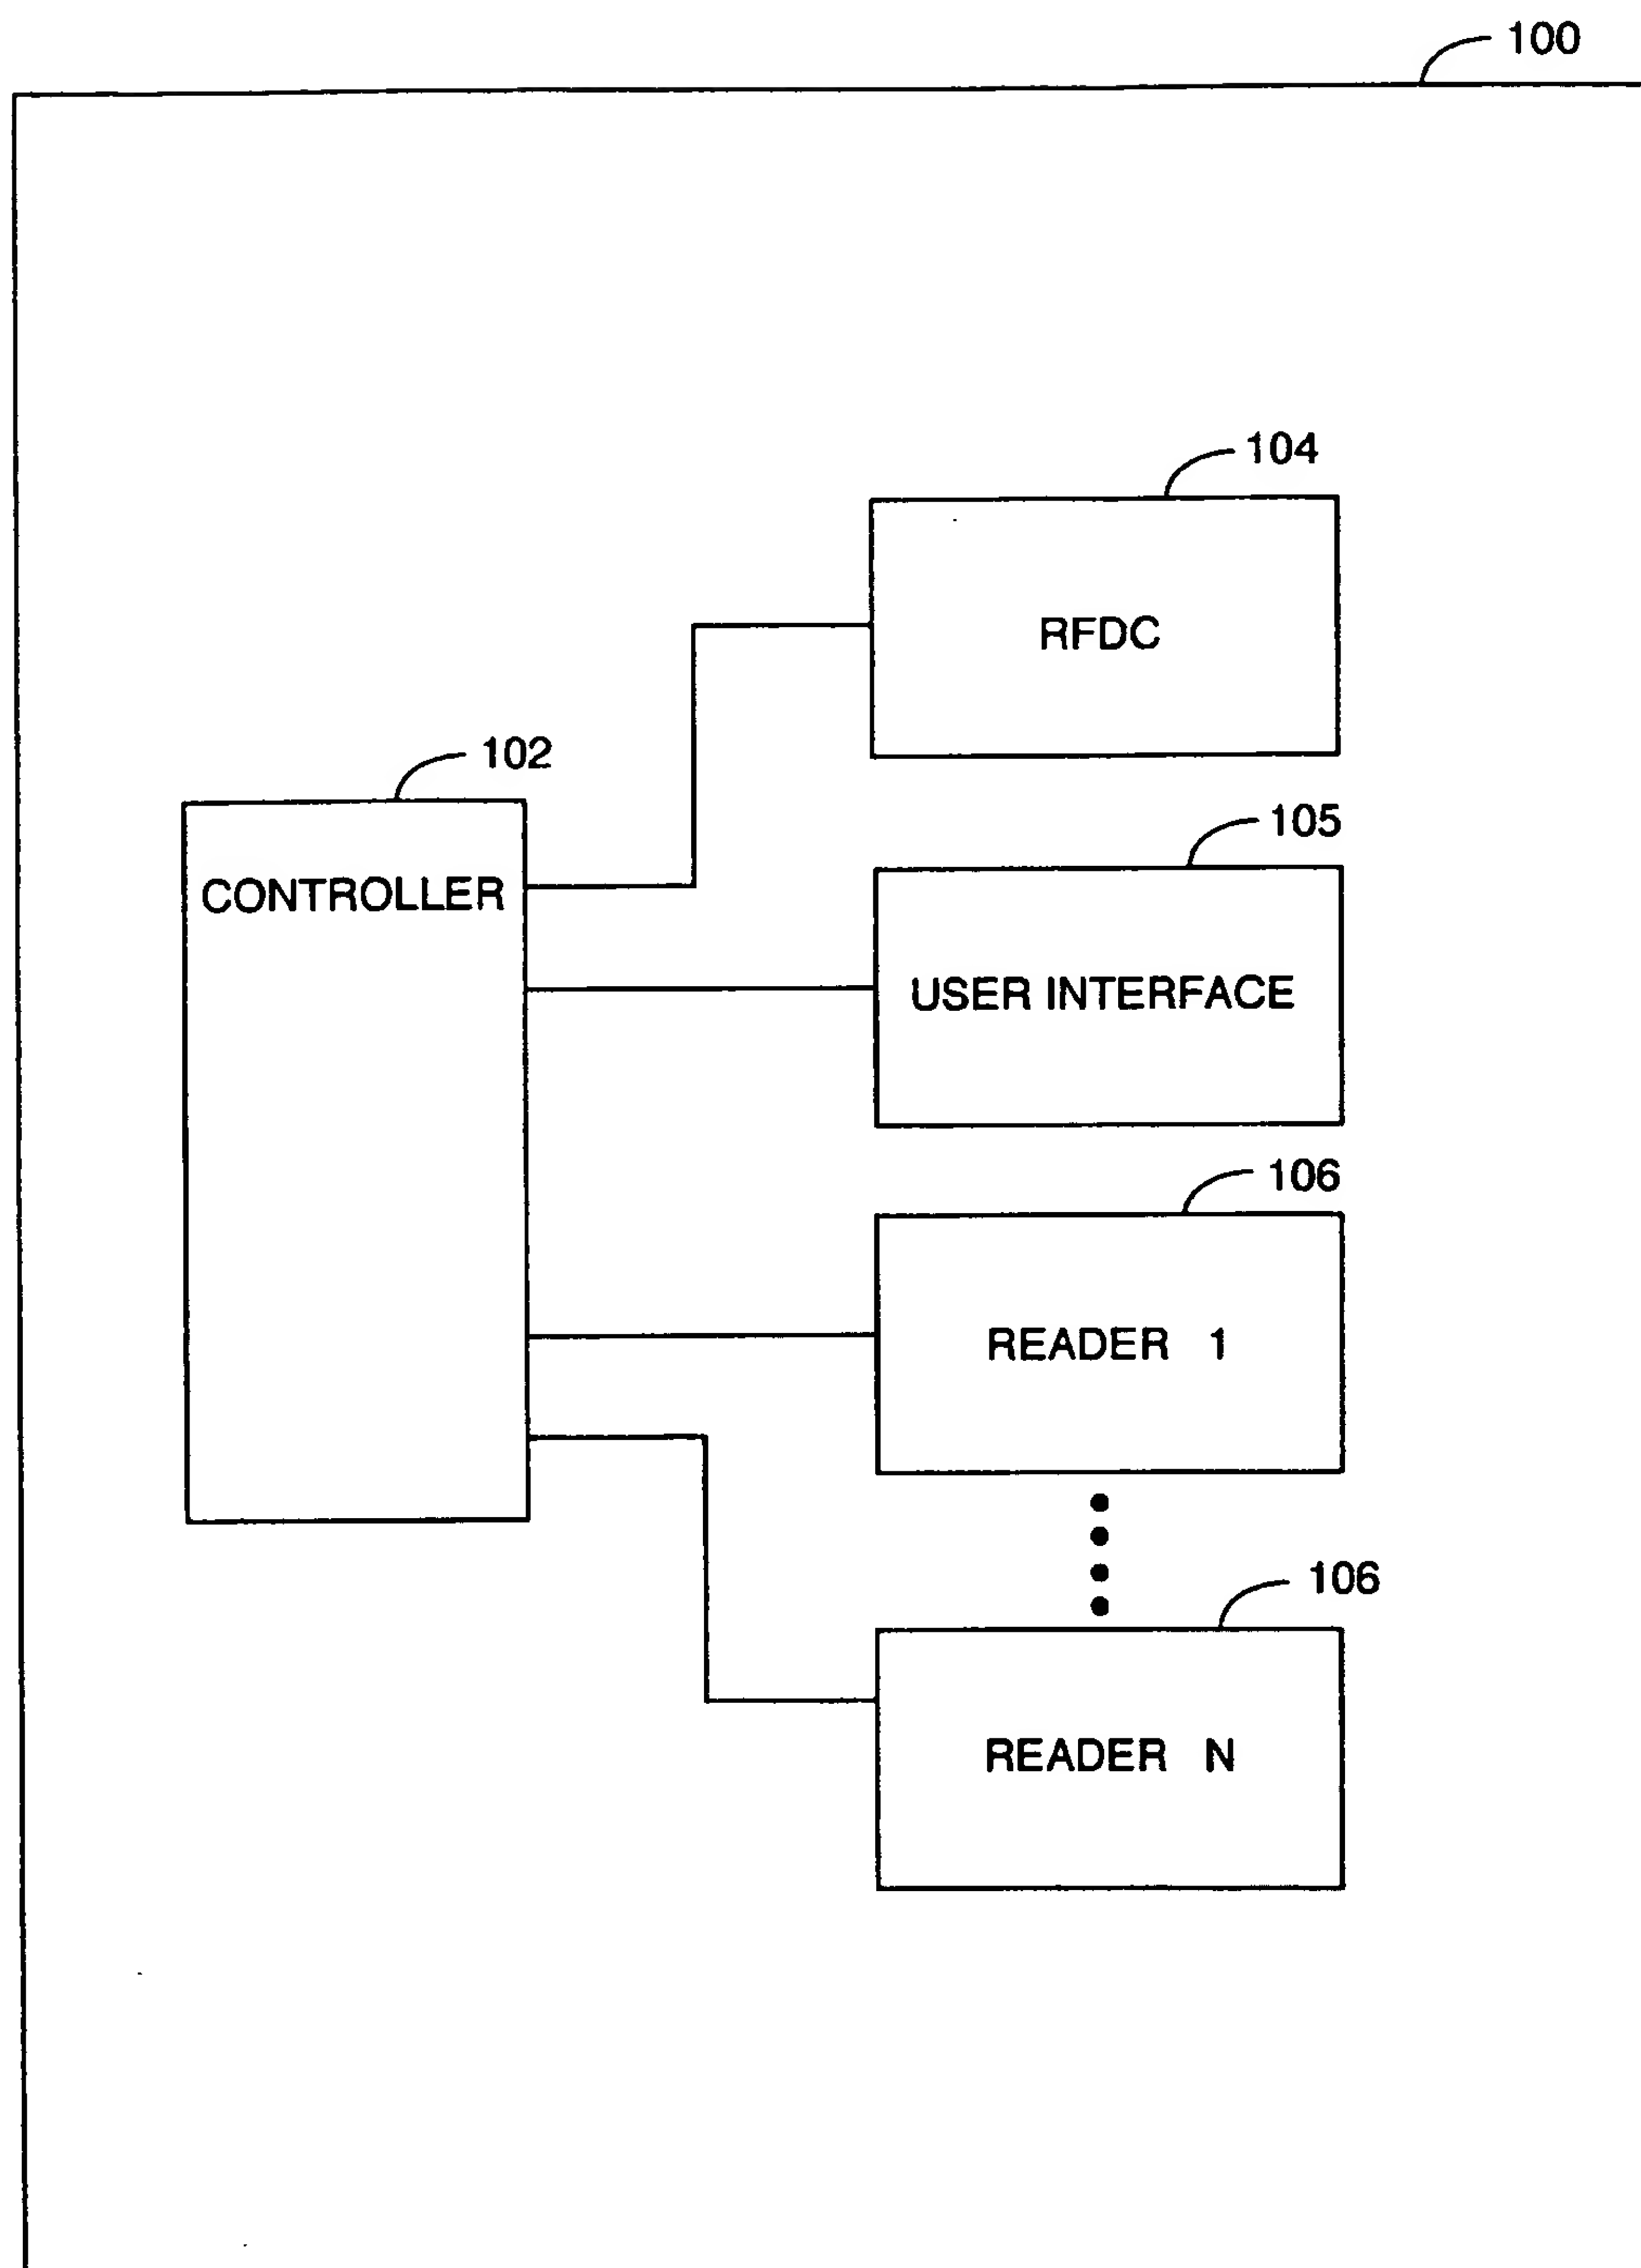 100
104
RFDC
102
CONTROLLER
105
USER INTERFACE
106
READER 1
106
READER N